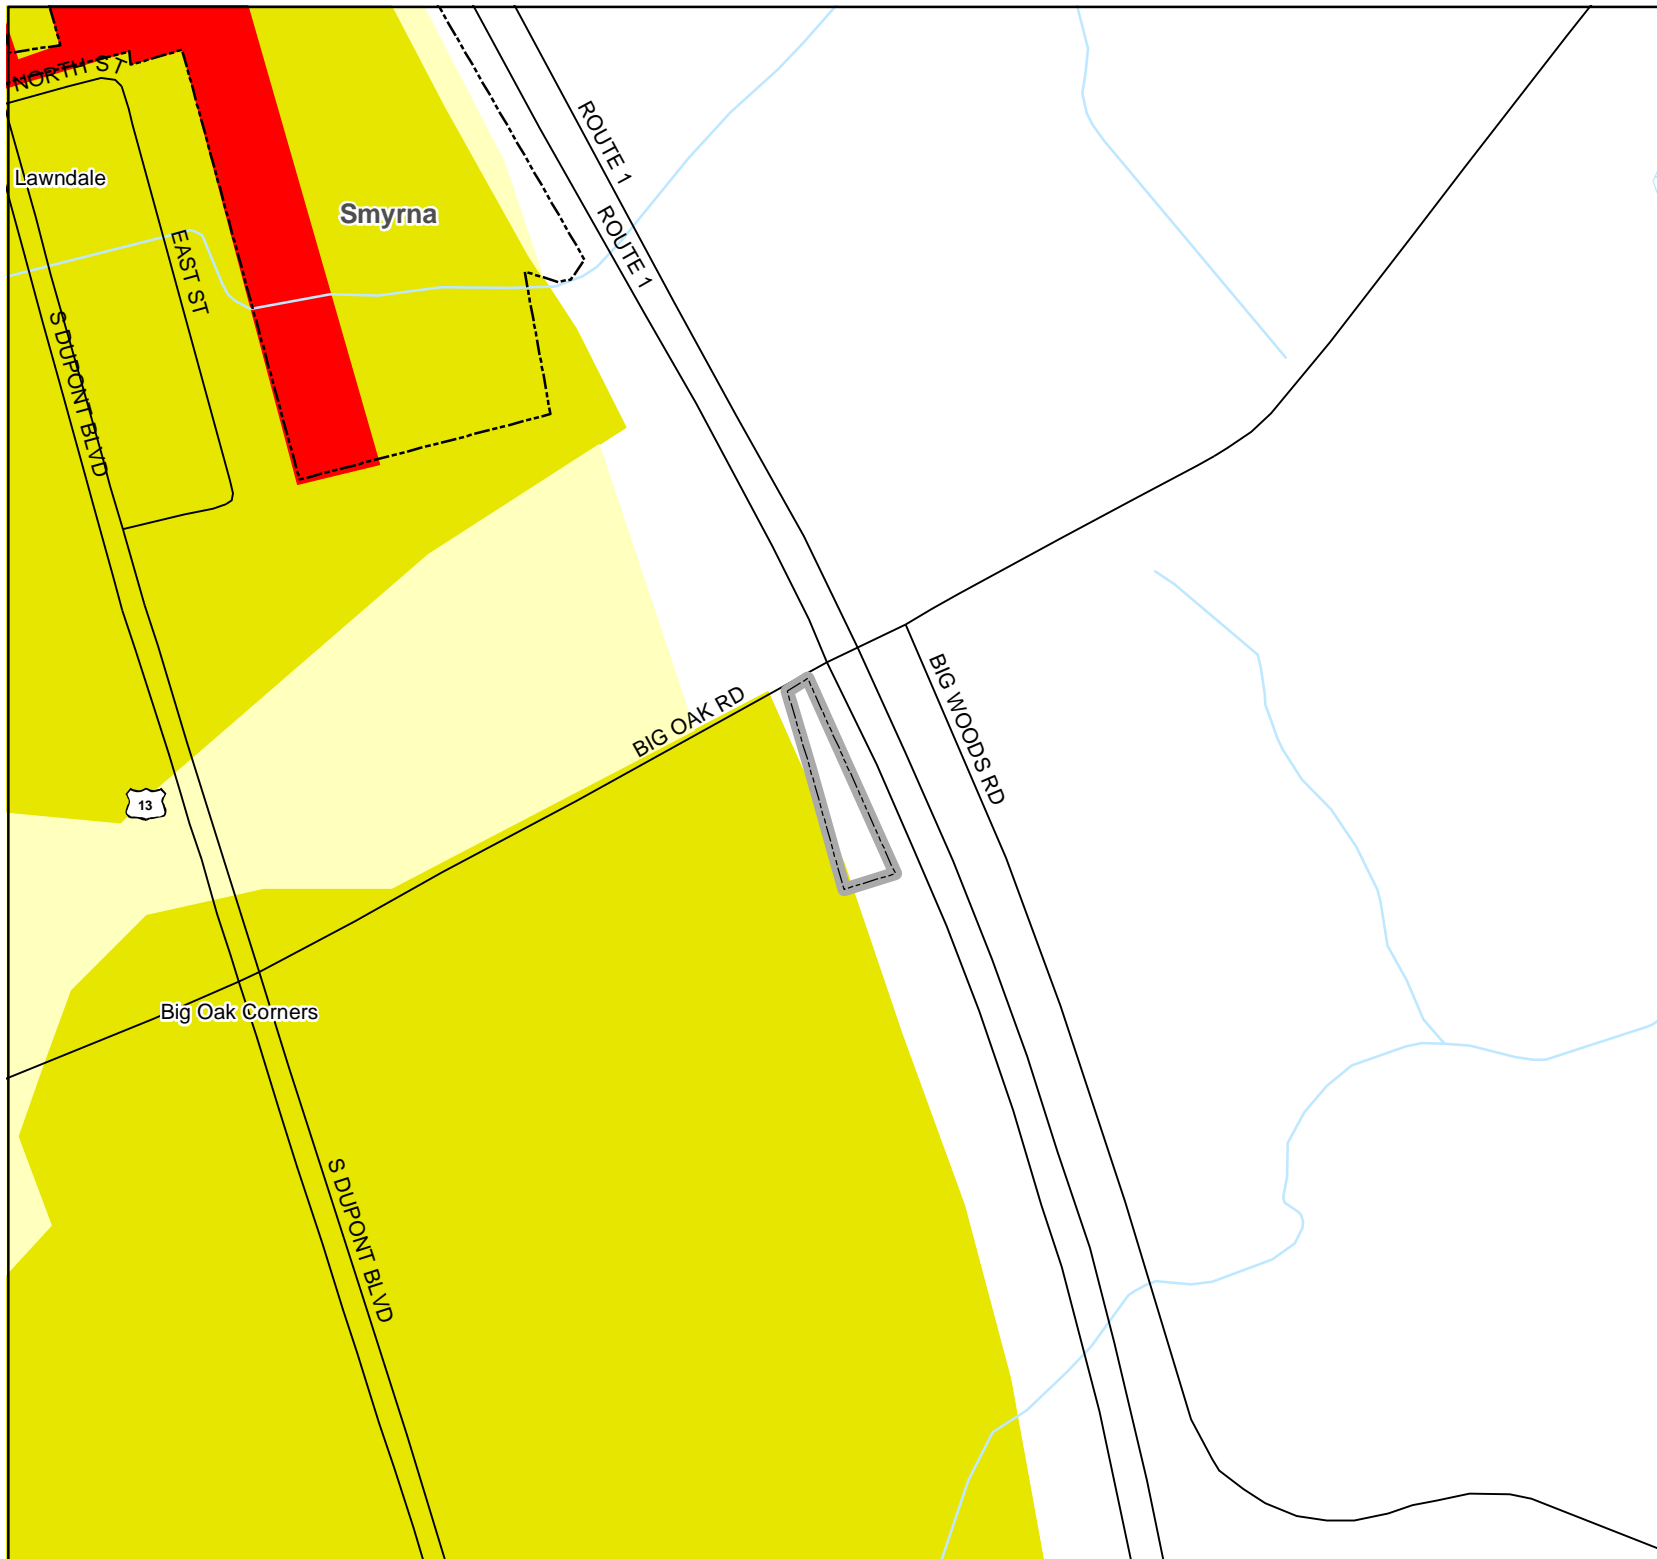 NORTH ST
ROUTE 1
Lawndale
Smyrna
ROUTE 1
EAST ST
S DUPONT BLVD
BIG WOODS RD
BIG OAK RD
13
Big Oak Corners
S DUPONT BLVD